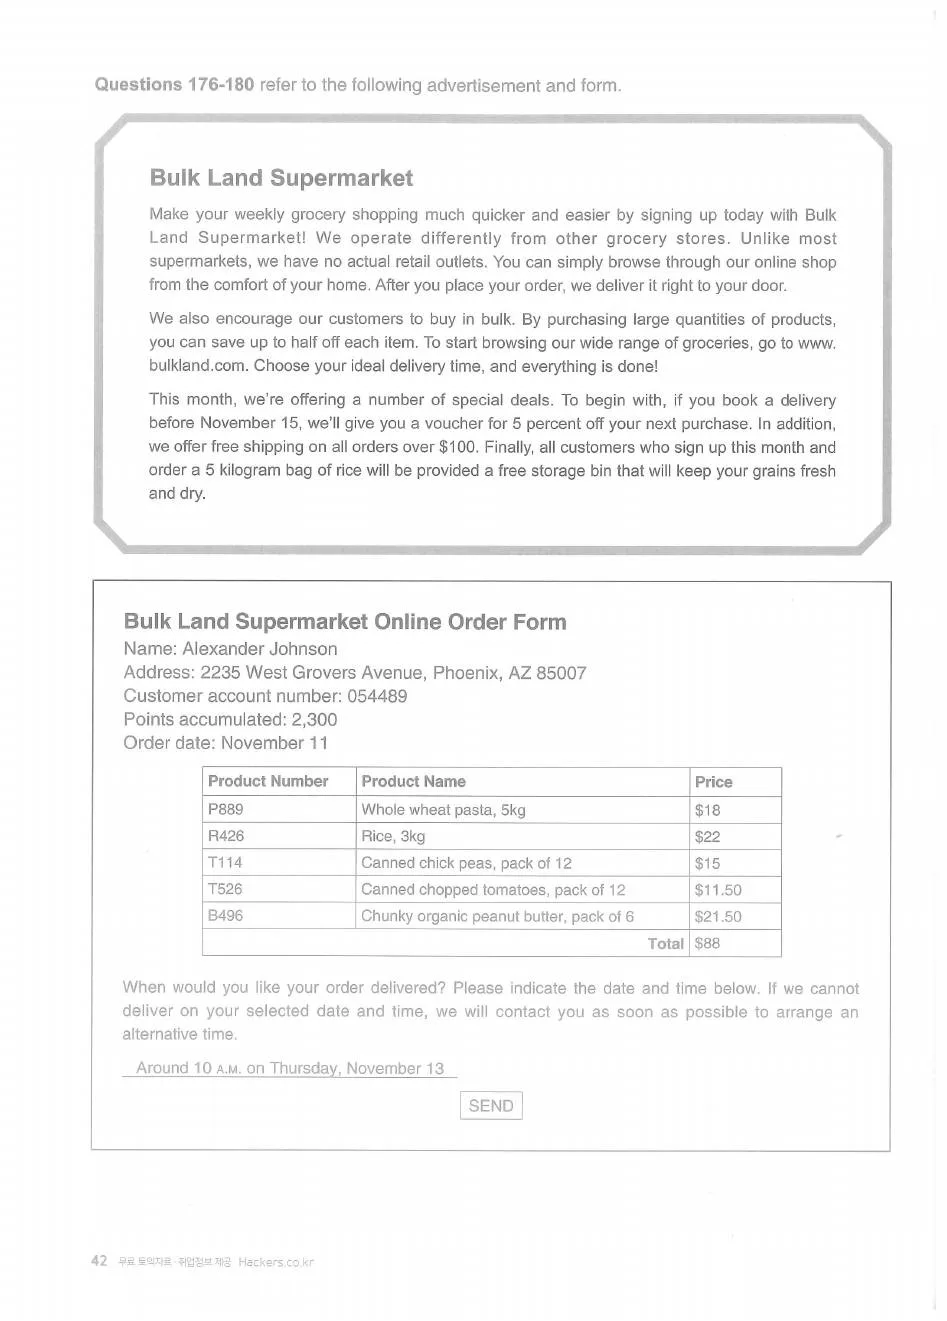 Questions 176-180 refer to the following advertisement and form.
Bulk Land Supermarket
Make your weekly grocery shopping much quicker and easier by signing up today with Bulk
Land Supermarket! We operate differently from other grocery stores. Unlike most
supermarkets, we have no actual retail outlets. You can simply browse through our online shop
from the comfort of your home. After you place your order, we deliver it right to your door.
We also encourage our customers to buy in bulk. By purchasing large quantities of products,
you can save up to half off each item. To start browsing our wide range of groceries, go to www.
bulkland.com. Choose your ideal delivery time, and everything is done!
This month, we're offering a number of special deals. To begin with, if you book a delivery
before November 15, we'll give you a voucher for 5 percent off your next purchase. In addition,
we offer free shipping on all orders over $100. Finally, all customers who sign up this month and
order a 5 kilogram bag of rice will be provided a free storage bin that will keep your grains fresh
and dry.
Bulk Land Supermarket Online Order Form
Name: Alexander Johnson
Address: 2235 West Grovers Avenue, Phoenix, AZ 85007
Customer account number: 054489
Points accumulated: 2,300
Order date: November 11
Product Number Product Name Price
P889 Whole wheat pasta, 5kg $18
R426 Rice, 3kg $22
T114 Canned chick peas, pack of 12 $15
T526 Canned chopped tomatoes, pack of 12 $11.50
B496 Chunky organic peanut butter, pack of 6 $21.50
Total $88
When would you like your order delivered? Please indicate the date and time below. If we cannot
deliver on your selected date and time, we will contact you as soon as possible to arrange an
alternative time.
Around 10 A.M. on Thursday, November 13
SEND
42 무료 토익자료·취업정보 제공 Hackers.co.kr